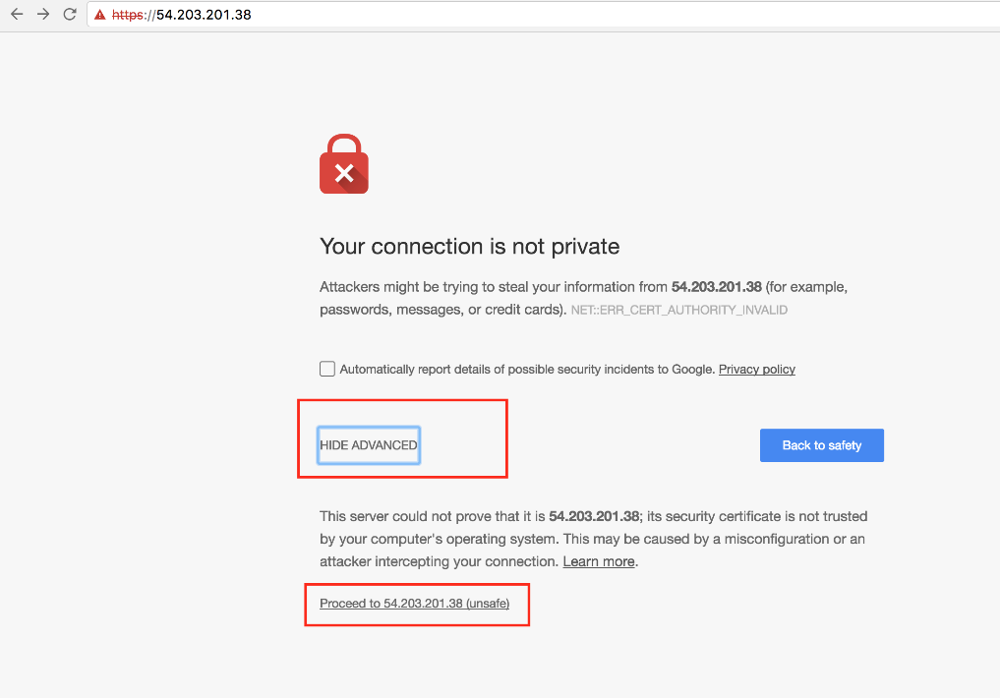 https://54.203.201.38
Your connection is not private
Attackers might be trying to steal your information from 54.203.201.38 (for example,
passwords, messages, or credit cards). NET::ERR_CERT_AUTHORITY_INVALID
Automatically report details of possible security incidents to Google. Privacy policy
HIDE ADVANCED
Back to safety
This server could not prove that it is 54.203.201.38; its security certificate is not trusted
by your computer's operating system. This may be caused by a misconfiguration or an
attacker intercepting your connection. Learn more.
Proceed to 54.203.201.38 (unsafe)